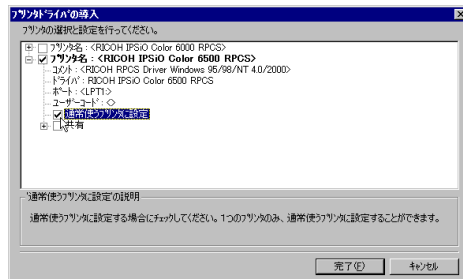 プリンタドライバの導入
プリンタの選択と設定を行ってください。
プリンタ名 : <RICOH IPSiO Color 6000 RPCS>
プリンタ名 : <RICOH IPSiO Color 6500 RPCS>
コメント : <RICOH RPCS Driver Windows 95/98/NT 4.0/2000>
ドライバ : RICOH IPSiO Color 6500 RPCS
ポート : <LPT1:>
ユーザーコード : <>
通常使うプリンタに設定
共有
'通常使うプリンタに設定'の説明
通常使うプリンタに設定する場合にチェックしてください。1つのプリンタのみ、通常使うプリンタに設定することができます。
完了(F)
キャンセル